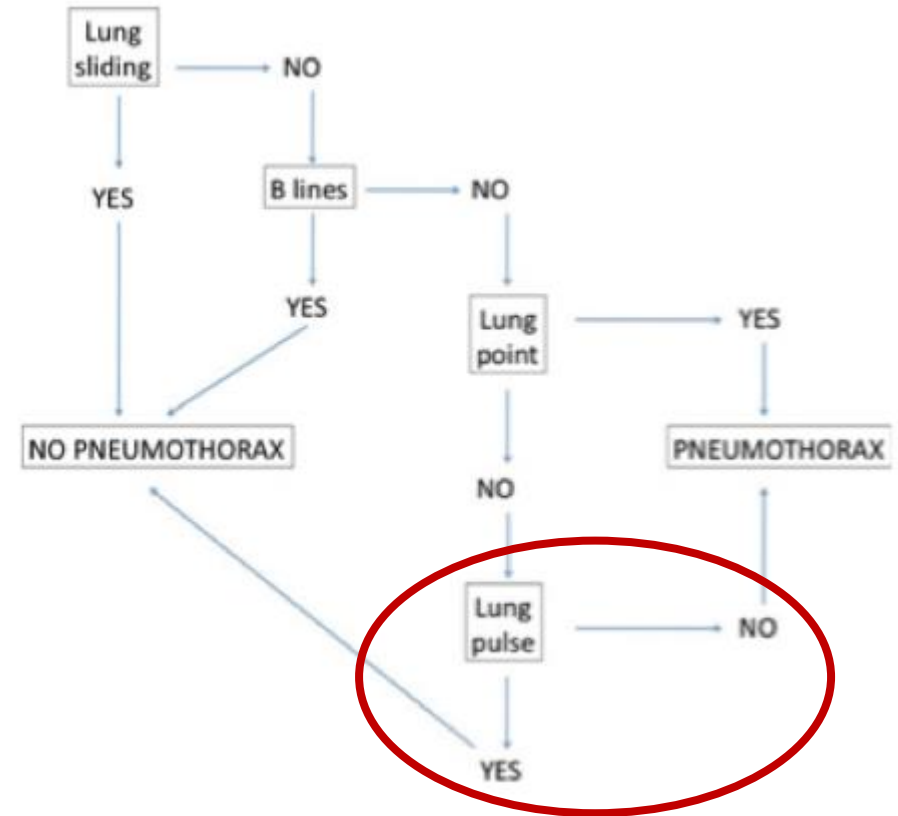 Lung
sliding
NO
YES
B lines
NO
YES
Lung
point
YES
NO PNEUMOTHORAX
PNEUMOTHORAX
NO
Lung
pulse
NO
YES